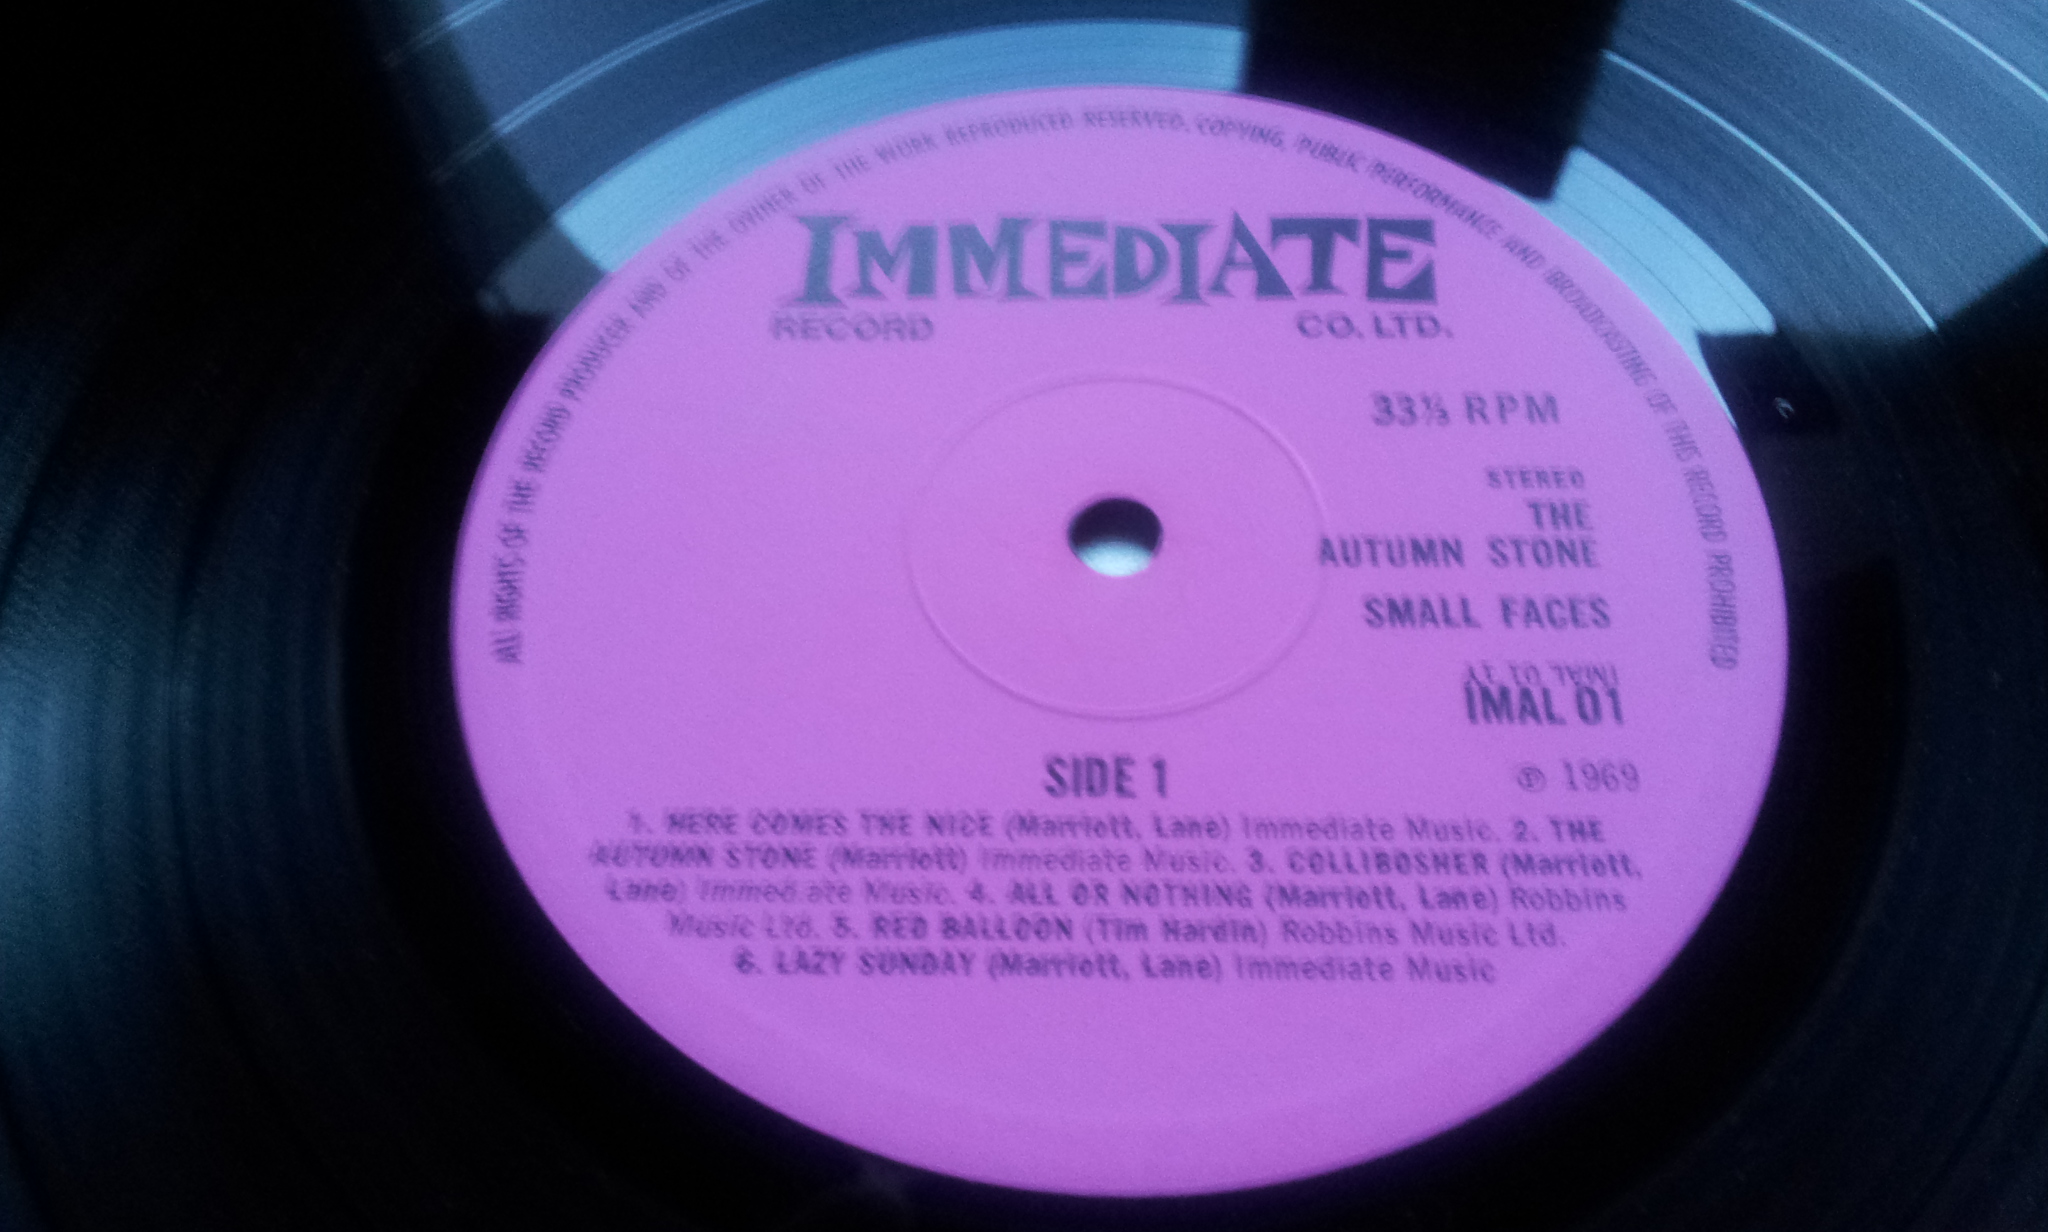 ALL RIGHTS OF THE RECORD PRODUCER AND OF THE OWNER OF THE WORK REPRODUCED RESERVED. COPYING, PUBLIC PERFORMANCE AND BROADCASTING OF THIS RECORD PROHIBITED
IMMEDIATE
RECORD CO. LTD.
33⅓ RPM
STEREO
THE
AUTUMN STONE
SMALL FACES
IMAL 01
SIDE 1
℗ 1969
1. HERE COMES THE NICE (Marriott, Lane) Immediate Music. 2. THE
AUTUMN STONE (Marriott) Immediate Music. 3. COLLIBOSHER (Marriott,
Lane) Immediate Music. 4. ALL OR NOTHING (Marriott, Lane) Robbins
Music Ltd. 5. RED BALLOON (Tim Hardin) Robbins Music Ltd.
6. LAZY SUNDAY (Marriott, Lane) Immediate Music